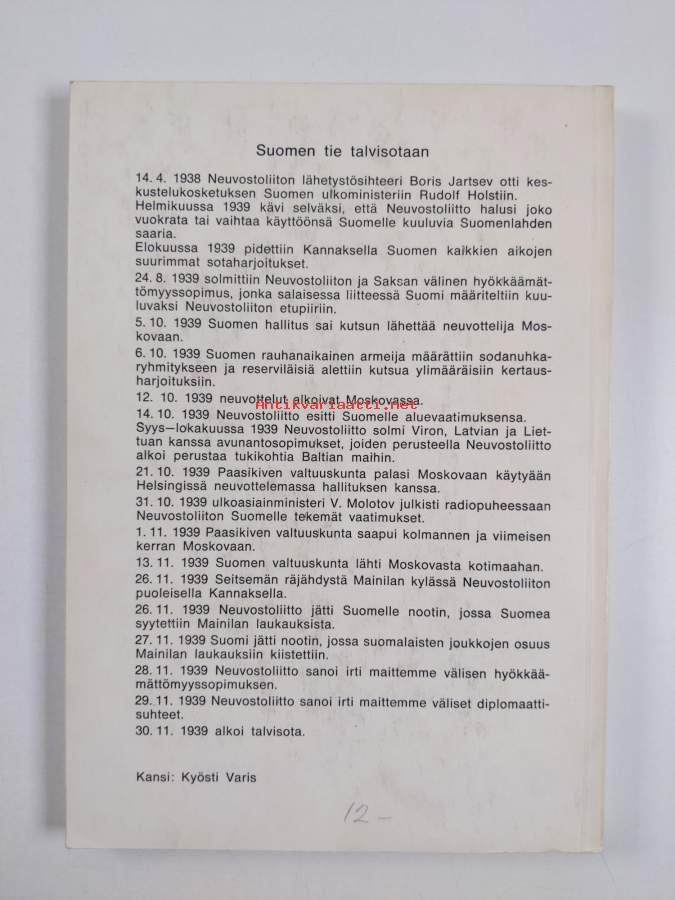 Suomen tie talvisotaan
14. 4. 1938 Neuvostoliiton lähetystösihteeri Boris Jartsev otti kes-
kustelukosketuksen Suomen ulkoministeriin Rudolf Holstiin.
Helmikuussa 1939 kävi selväksi, että Neuvostoliitto halusi joko
vuokrata tai vaihtaa käyttöönsä Suomelle kuuluvia Suomenlahden
saaria.
Elokuussa 1939 pidettiin Kannaksella Suomen kaikkien aikojen
suurimmat sotaharjoitukset.
24. 8. 1939 solmittiin Neuvostoliiton ja Saksan välinen hyökkäämät-
tömyyssopimus, jonka salaisessa liitteessä Suomi määriteltiin kuu-
luvaksi Neuvostoliiton etupiiriin.
5. 10. 1939 Suomen hallitus sai kutsun lähettää neuvottelija Mos-
kovaan.
6. 10. 1939 Suomen rauhanaikainen armeija määrättiin sodanuhka-
ryhmitykseen ja reserviläisiä alettiin kutsua ylimääräisiin kertaus-
harjoituksiin.
12. 10. 1939 neuvottelut alkoivat Moskovassa.
Antikvariaatti.net
14. 10. 1939 Neuvostoliitto esitti Suomelle aluevaatimuksensa.
Syys—lokakuussa 1939 Neuvostoliitto solmi Viron, Latvian ja Liet-
tuan kanssa avunantosopimukset, joiden perusteella Neuvostoliitto
alkoi perustaa tukikohtia Baltian maihin.
21. 10. 1939 Paasikiven valtuuskunta palasi Moskovaan käytyään
Helsingissä neuvottelemassa hallituksen kanssa.
31. 10. 1939 ulkoasiainministeri V. Molotov julkisti radiopuheessaan
Neuvostoliiton Suomelle tekemät vaatimukset.
1. 11. 1939 Paasikiven valtuuskunta saapui kolmannen ja viimeisen
kerran Moskovaan.
13. 11. 1939 Suomen valtuuskunta lähti Moskovasta kotimaahan.
26. 11. 1939 Seitsemän räjähdystä Mainilan kylässä Neuvostoliiton
puoleisella Kannaksella.
26. 11. 1939 Neuvostoliitto jätti Suomelle nootin, jossa Suomea
syytettiin Mainilan laukauksista.
27. 11. 1939 Suomi jätti nootin, jossa suomalaisten joukkojen osuus
Mainilan laukauksiin kiistettiin.
28. 11. 1939 Neuvostoliitto sanoi irti maittemme välisen hyökkää-
mättömyyssopimuksen.
29. 11. 1939 Neuvostoliitto sanoi irti maittemme väliset diplomaatti-
suhteet.
30. 11. 1939 alkoi talvisota.
Kansi: Kyösti Varis
12-